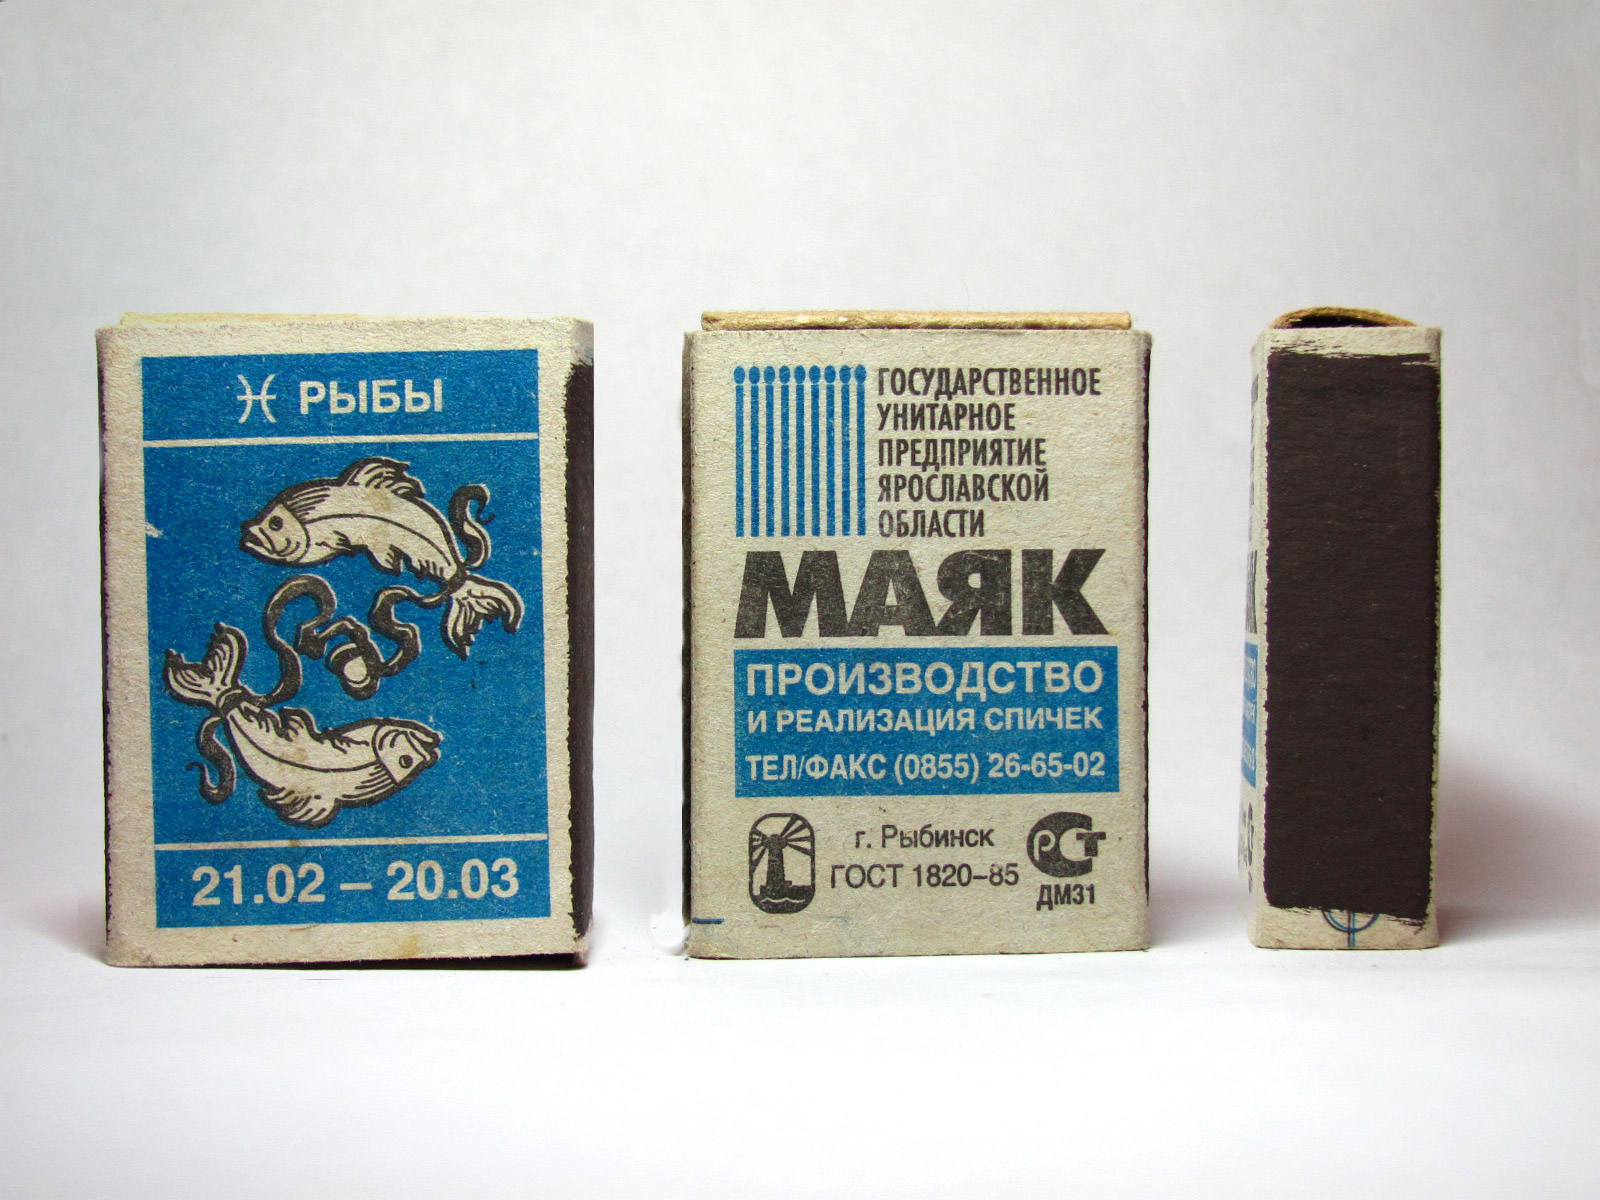 ♓ РЫБЫ
21.02 – 20.03
ГОСУДАРСТВЕННОЕ
УНИТАРНОЕ
ПРЕДПРИЯТИЕ
ЯРОСЛАВСКОЙ
ОБЛАСТИ
МАЯК
ПРОИЗВОДСТВО
И РЕАЛИЗАЦИЯ СПИЧЕК
ТЕЛ/ФАКС (0855) 26-65-02
г. Рыбинск
ГОСТ 1820–85
РСТ
ДМ31